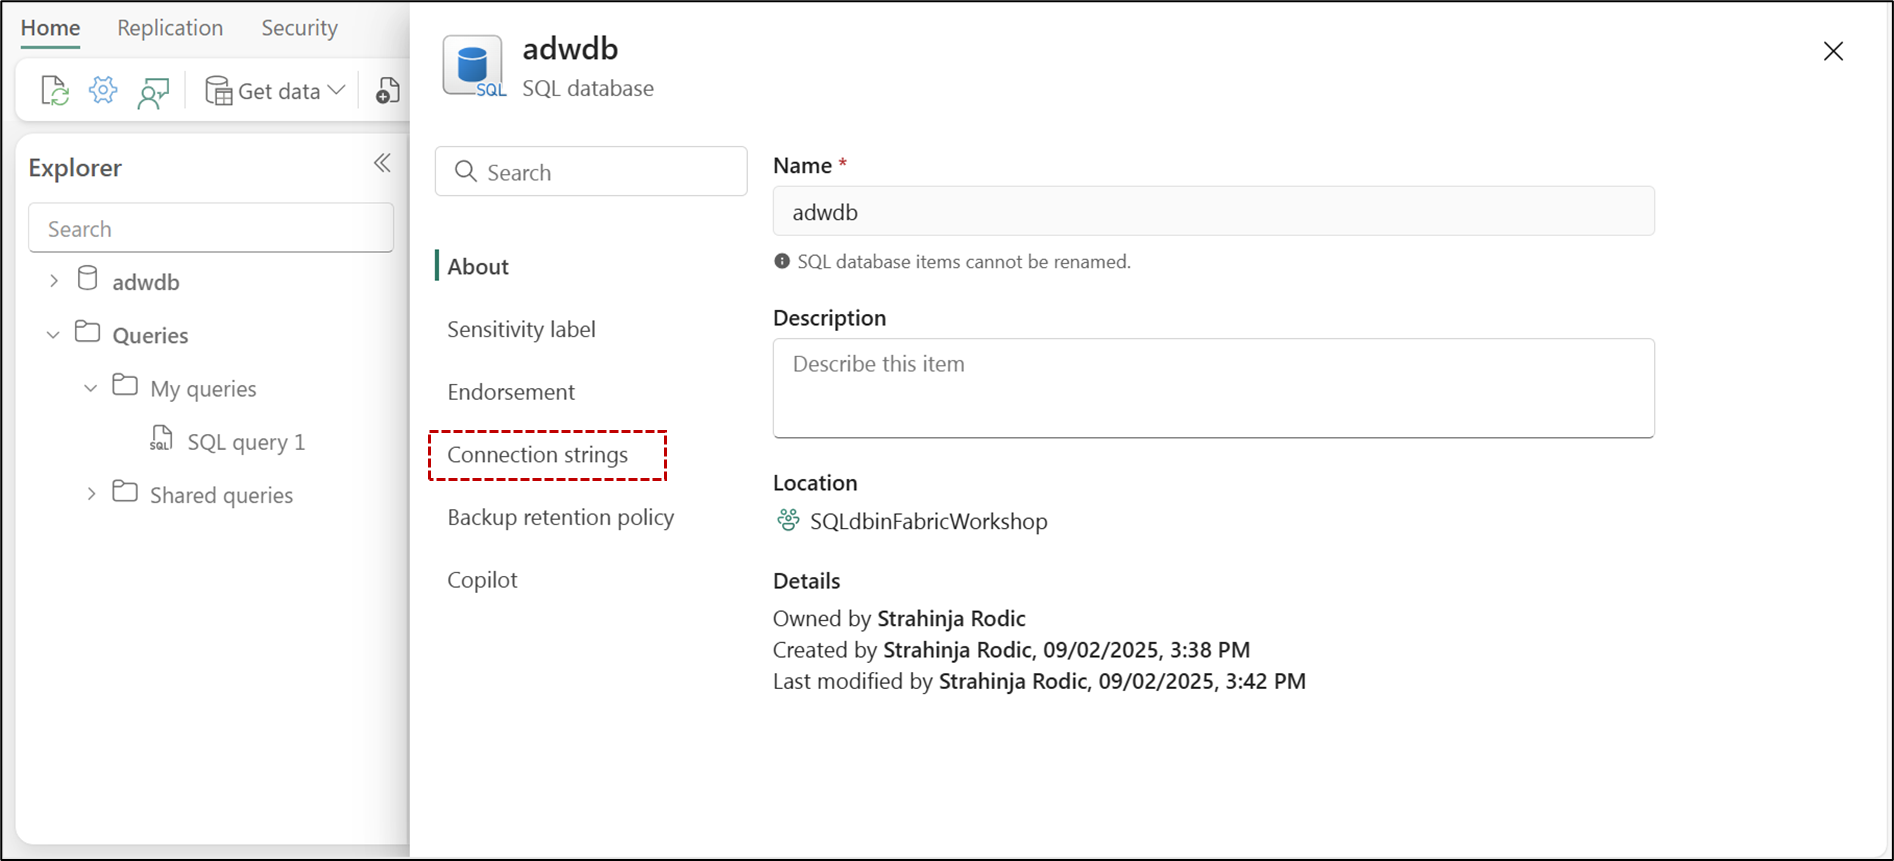 Home Replication Security
Get data
Explorer
Search
adwdb
Queries
My queries
SQL
SQL query 1
Shared queries
SQL
adwdb
SQL database
Search
About
Sensitivity label
Endorsement
Connection strings
Backup retention policy
Copilot
Name *
adwdb
SQL database items cannot be renamed.
Description
Describe this item
Location
SQLdbinFabricWorkshop
Details
Owned by Strahinja Rodic
Created by Strahinja Rodic, 09/02/2025, 3:38 PM
Last modified by Strahinja Rodic, 09/02/2025, 3:42 PM